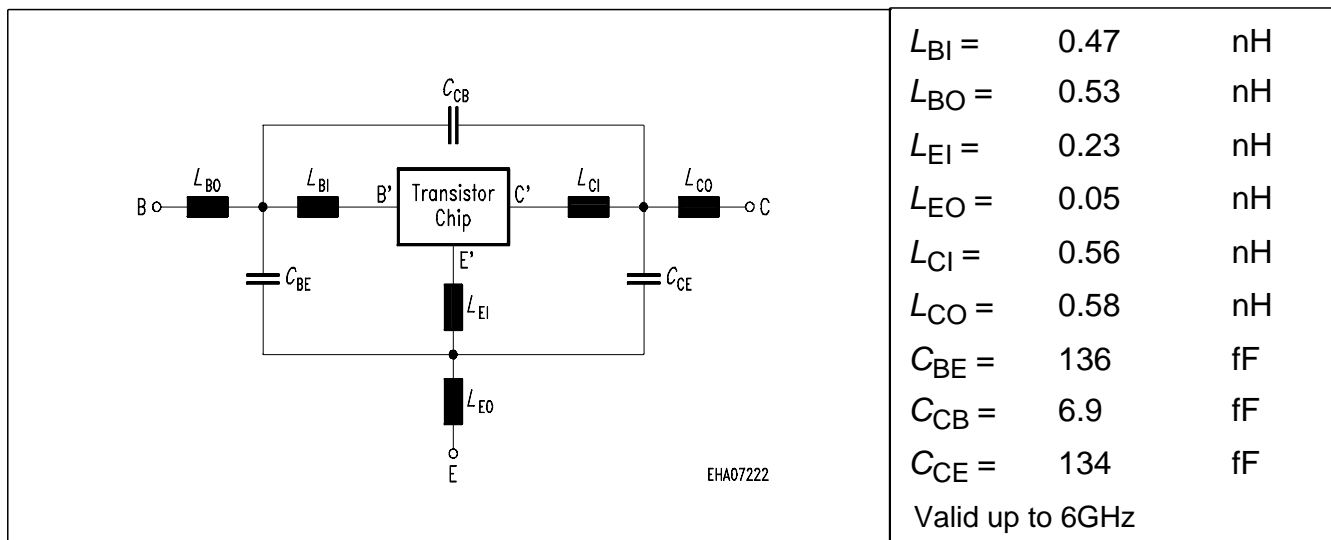 C_CB
L_BO
L_BI
B'
Transistor
Chip
C'
L_CI
L_CO
B
C
E'
C_BE
L_EI
C_CE
L_EO
E
EHA07222
L_BI = 0.47 nH
L_BO = 0.53 nH
L_EI = 0.23 nH
L_EO = 0.05 nH
L_CI = 0.56 nH
L_CO = 0.58 nH
C_BE = 136 fF
C_CB = 6.9 fF
C_CE = 134 fF
Valid up to 6GHz